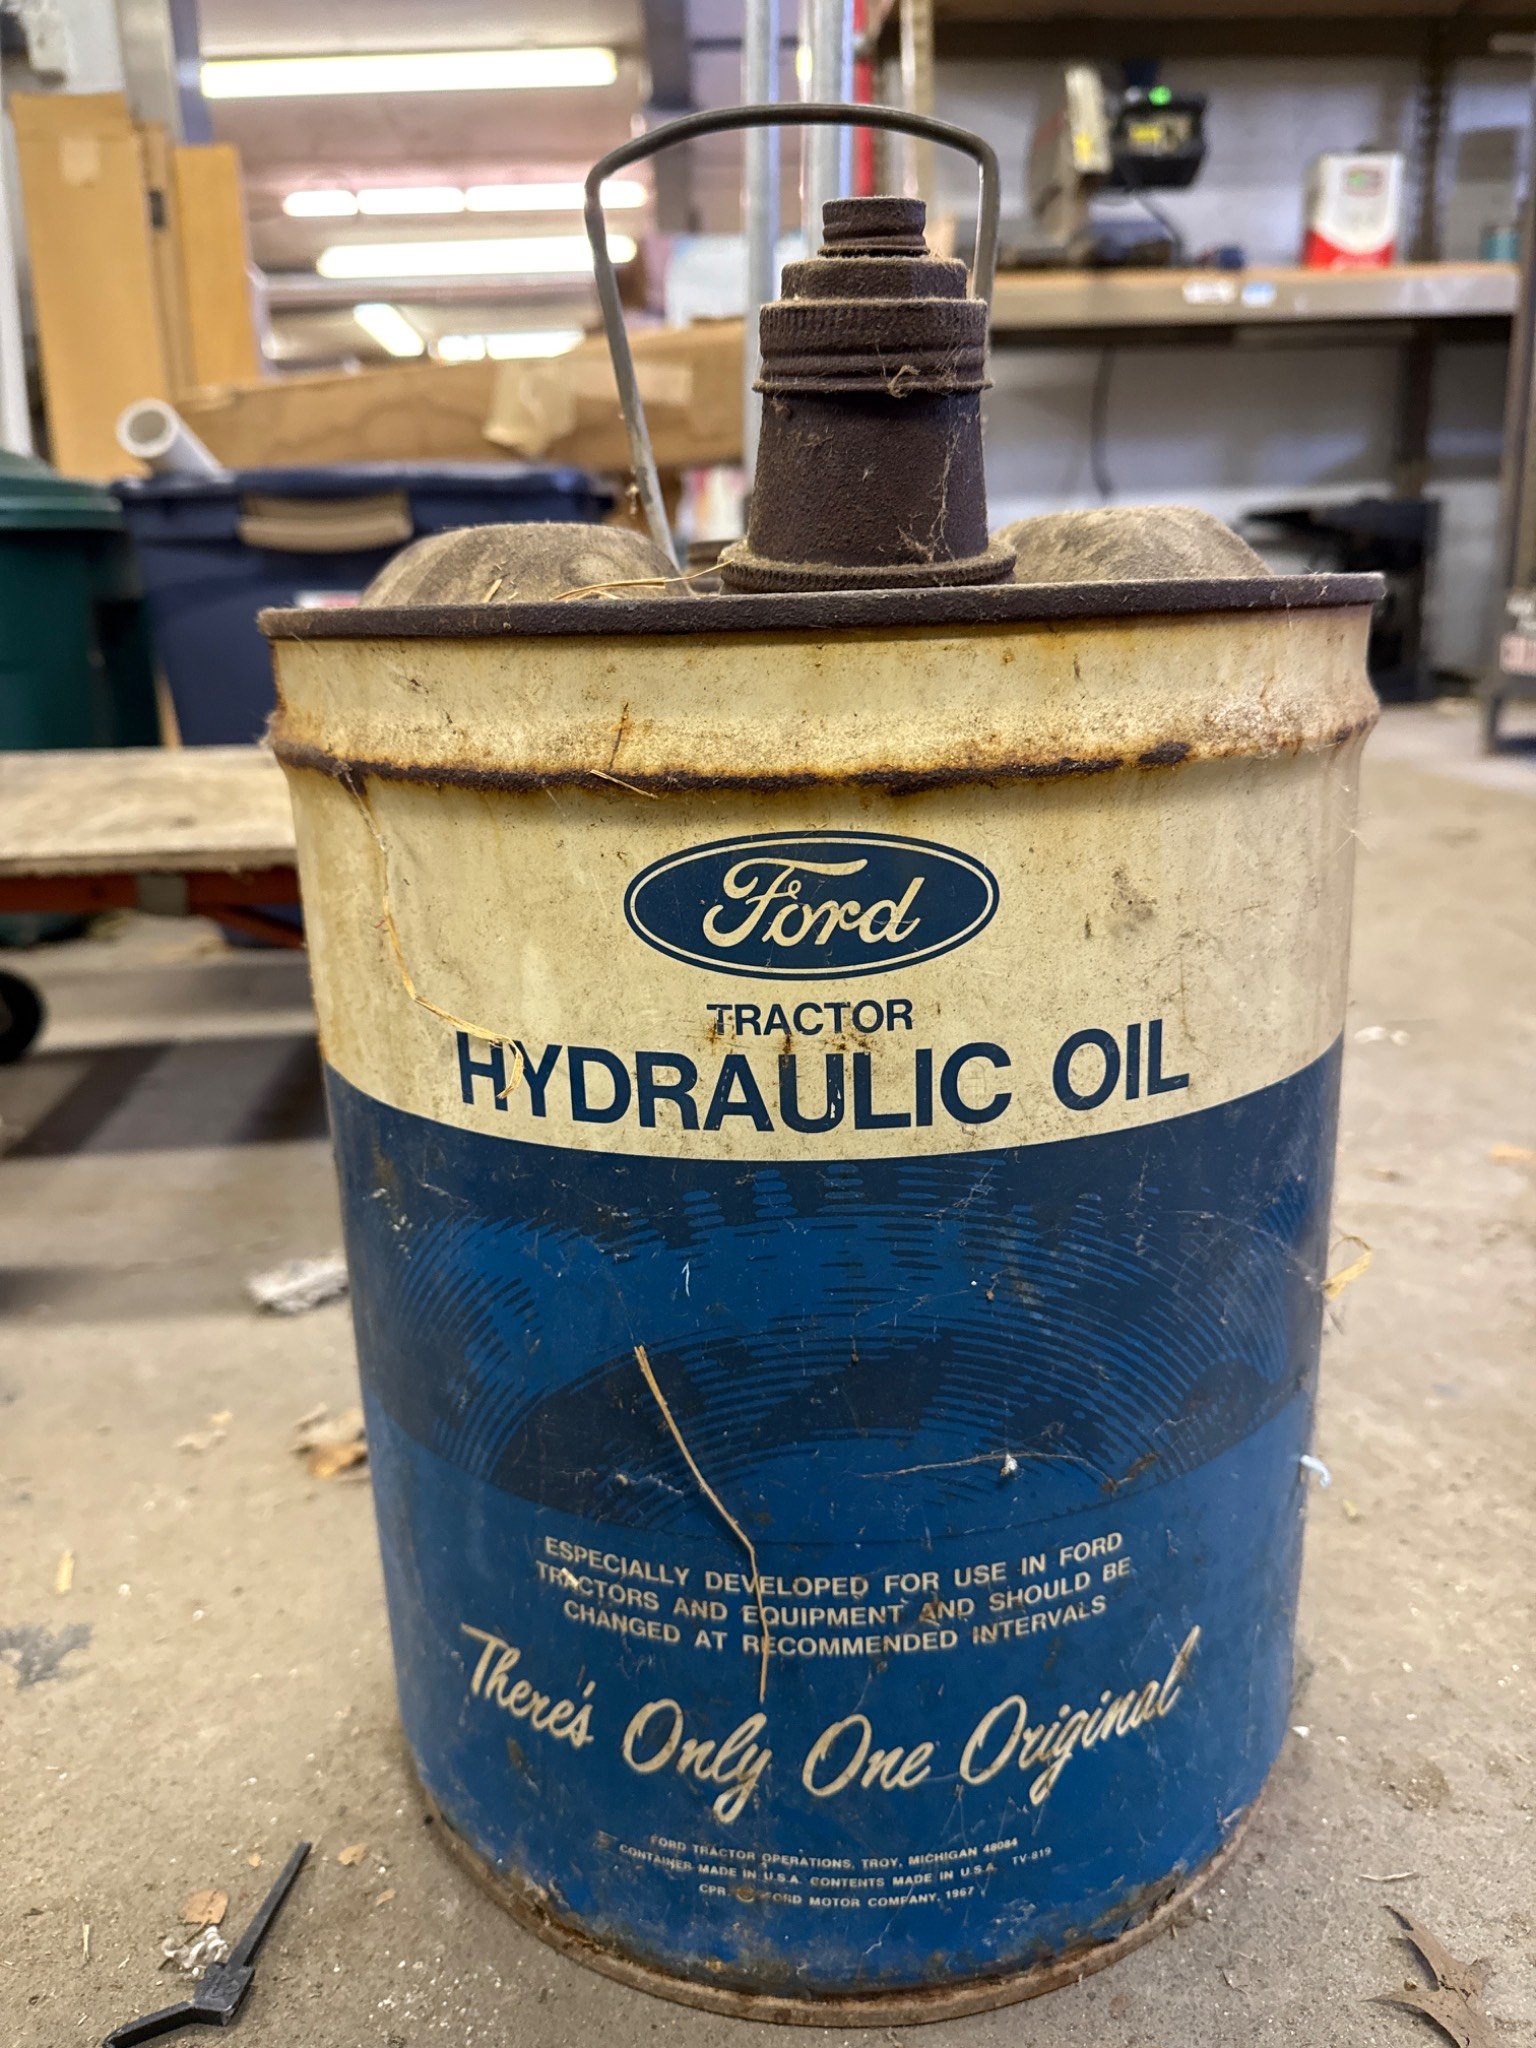 Ford
TRACTOR
HYDRAULIC OIL
ESPECIALLY DEVELOPED FOR USE IN FORD
TRACTORS AND EQUIPMENT AND SHOULD BE
CHANGED AT RECOMMENDED INTERVALS
There's Only One Original
FORD TRACTOR OPERATIONS, TROY, MICHIGAN 48084
CONTAINER MADE IN U.S.A. CONTENTS MADE IN U.S.A. TV-819
FORD MOTOR COMPANY, 1967